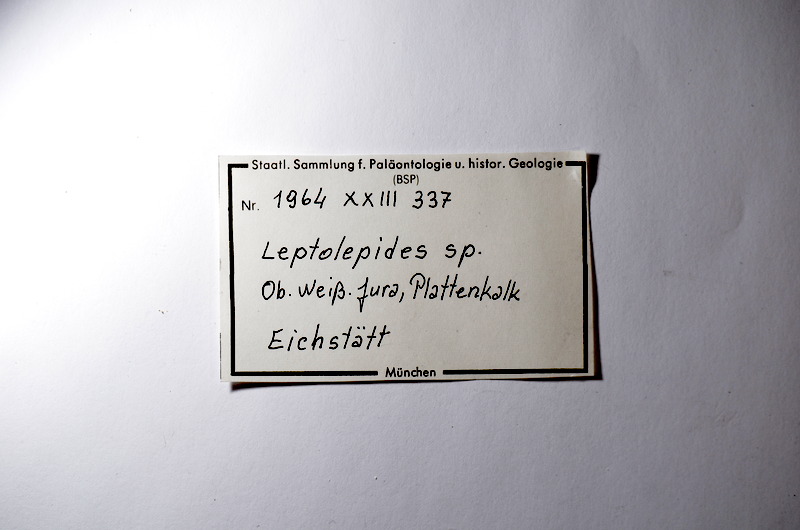 Staatl. Sammlung f. Paläontologie u. histor. Geologie
(BSP)
Nr. 1964 XXIII 337
Leptolepides sp.
Ob. Weiß. Jura, Plattenkalk
Eichstätt
München